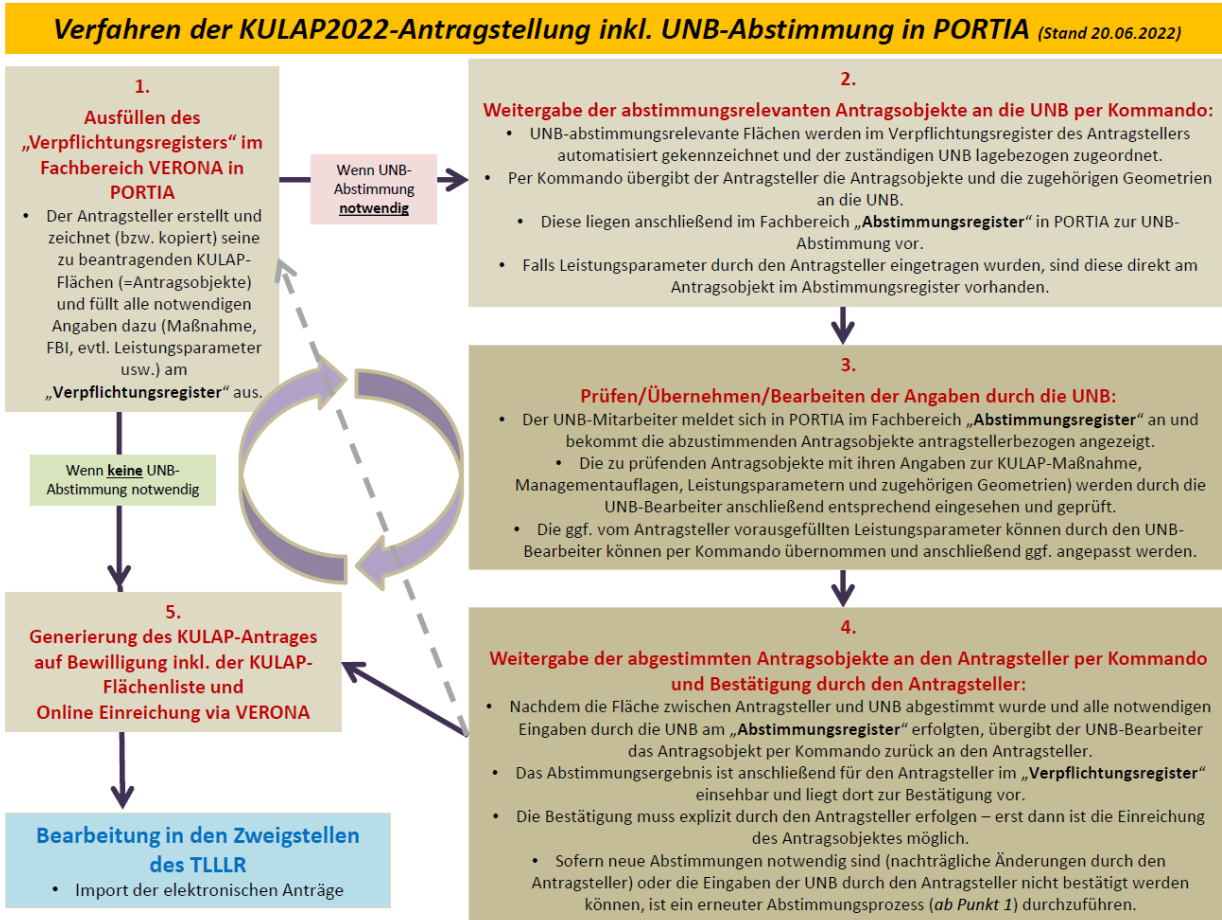 Verfahren der KULAP2022-Antragstellung inkl. UNB-Abstimmung in PORTIA (Stand 20.06.2022)
1.
Ausfüllen des
„Verpflichtungsregisters“ im
Fachbereich VERONA in
PORTIA
• Der Antragsteller erstellt und
zeichnet (bzw. kopiert) seine
zu beantragenden KULAP-
Flächen (=Antragsobjekte)
und füllt alle notwendigen
Angaben dazu (Maßnahme,
FBI, evtl. Leistungsparameter
usw.) am
„Verpflichtungsregister“ aus.
Wenn UNB-
Abstimmung
notwendig
2.
Weitergabe der abstimmungsrelevanten Antragsobjekte an die UNB per Kommando:
• UNB-abstimmungsrelevante Flächen werden im Verpflichtungsregister des Antragstellers
automatisiert gekennzeichnet und der zuständigen UNB lagebezogen zugeordnet.
• Per Kommando übergibt der Antragsteller die Antragsobjekte und die zugehörigen Geometrien
an die UNB.
• Diese liegen anschließend im Fachbereich „Abstimmungsregister“ in PORTIA zur UNB-
Abstimmung vor.
• Falls Leistungsparameter durch den Antragsteller eingetragen wurden, sind diese direkt am
Antragsobjekt im Abstimmungsregister vorhanden.
3.
Prüfen/Übernehmen/Bearbeiten der Angaben durch die UNB:
• Der UNB-Mitarbeiter meldet sich in PORTIA im Fachbereich „Abstimmungsregister“ an und
bekommt die abzustimmenden Antragsobjekte antragstellerbezogen angezeigt.
• Die zu prüfenden Antragsobjekte mit ihren Angaben zur KULAP-Maßnahme,
Managementauflagen, Leistungsparametern und zugehörigen Geometrien) werden durch die
UNB-Bearbeiter anschließend entsprechend eingesehen und geprüft.
• Die ggf. vom Antragsteller vorausgefüllten Leistungsparameter können durch den UNB-
Bearbeiter können per Kommando übernommen und anschließend ggf. angepasst werden.
Wenn keine UNB-
Abstimmung notwendig
4.
Weitergabe der abgestimmten Antragsobjekte an den Antragsteller per Kommando
und Bestätigung durch den Antragsteller:
• Nachdem die Fläche zwischen Antragsteller und UNB abgestimmt wurde und alle notwendigen
Eingaben durch die UNB am „Abstimmungsregister“ erfolgten, übergibt der UNB-Bearbeiter
das Antragsobjekt per Kommando zurück an den Antragsteller.
• Das Abstimmungsergebnis ist anschließend für den Antragsteller im „Verpflichtungsregister“
einsehbar und liegt dort zur Bestätigung vor.
• Die Bestätigung muss explizit durch den Antragsteller erfolgen – erst dann ist die Einreichung
des Antragsobjektes möglich.
• Sofern neue Abstimmungen notwendig sind (nachträgliche Änderungen durch den
Antragsteller) oder die Eingaben der UNB durch den Antragsteller nicht bestätigt werden
können, ist ein erneuter Abstimmungsprozess (ab Punkt 1) durchzuführen.
5.
Generierung des KULAP-Antrages
auf Bewilligung inkl. der KULAP-
Flächenliste und
Online Einreichung via VERONA
Bearbeitung in den Zweigstellen
des TLLLR
• Import der elektronischen Anträge